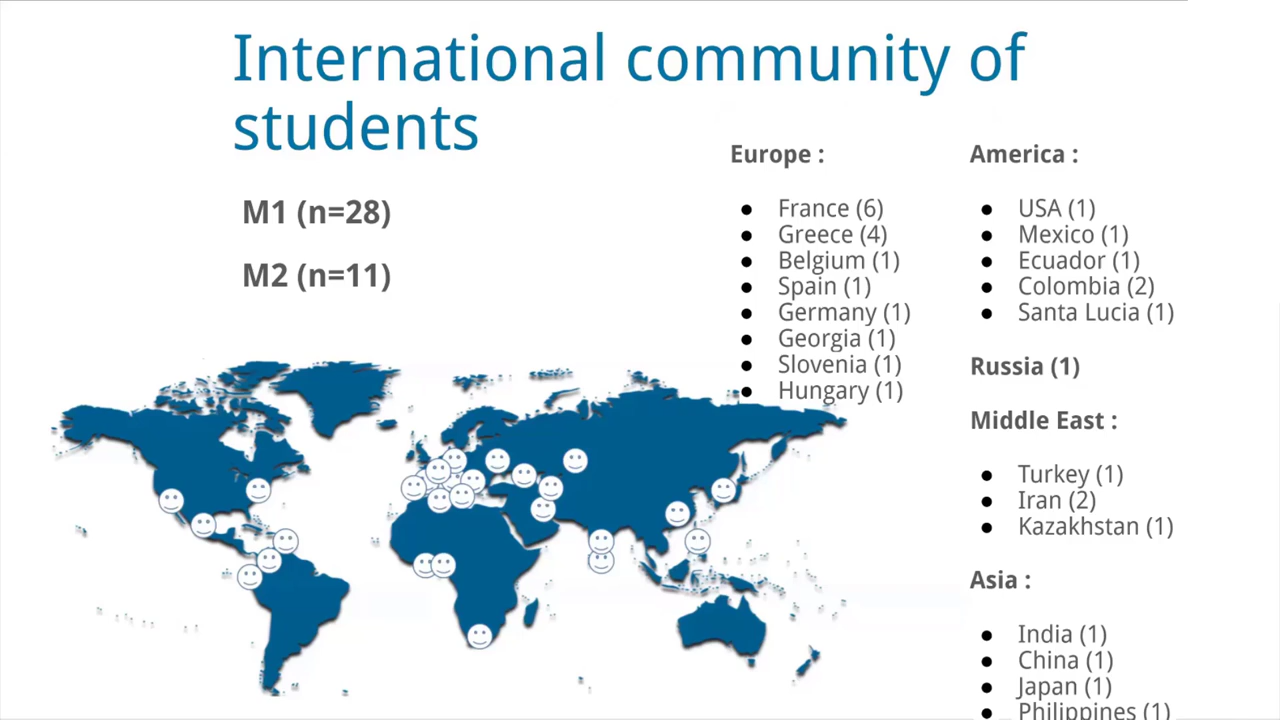 International community of
students
M1 (n=28)
M2 (n=11)
Europe :
France (6)
Greece (4)
Belgium (1)
Spain (1)
Germany (1)
Georgia (1)
Slovenia (1)
Hungary (1)
America :
USA (1)
Mexico (1)
Ecuador (1)
Colombia (2)
Santa Lucia (1)
Russia (1)
Middle East :
Turkey (1)
Iran (2)
Kazakhstan (1)
Asia :
India (1)
China (1)
Japan (1)
Philippines (1)